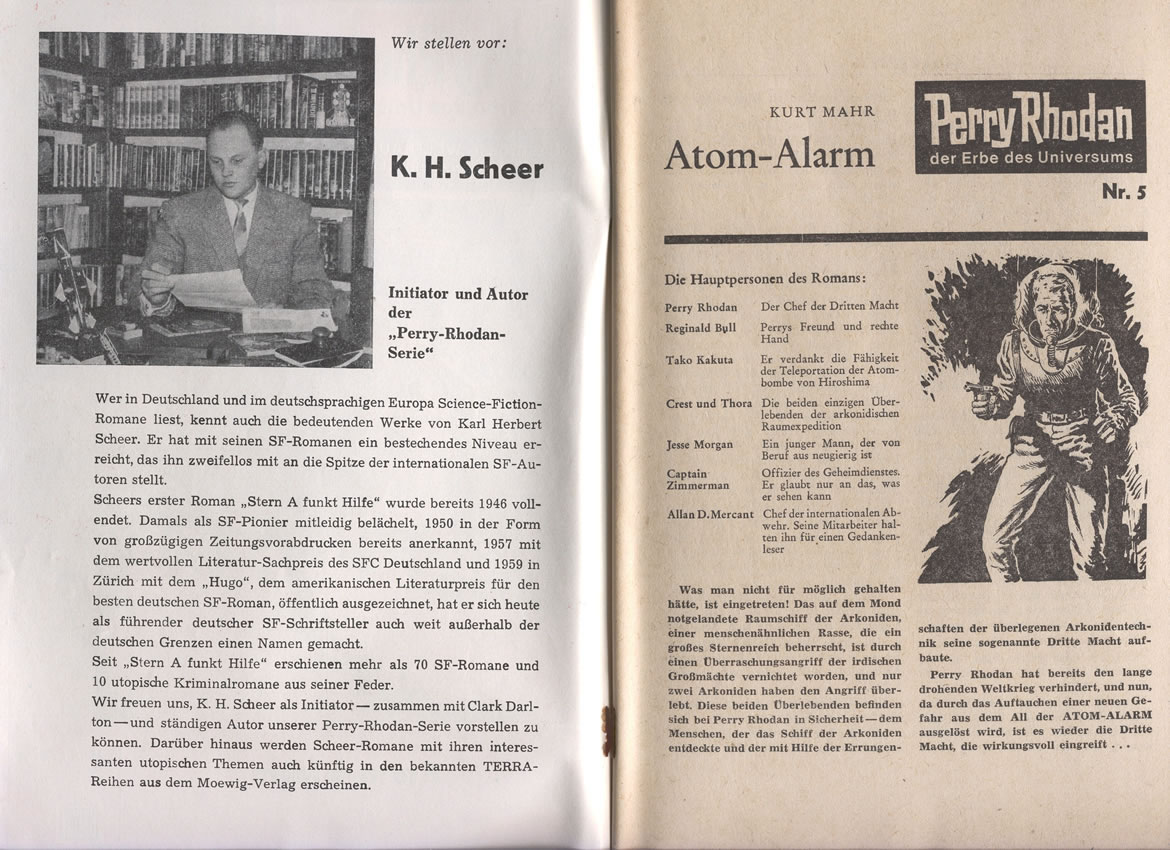 Wir stellen vor:
K. H. Scheer
Initiator und Autor
der
„Perry-Rhodan-
Serie“
Wer in Deutschland und im deutschsprachigen Europa Science-Fiction-
Romane liest, kennt auch die bedeutenden Werke von Karl Herbert
Scheer. Er hat mit seinen SF-Romanen ein bestechendes Niveau er-
reicht, das ihn zweifellos mit an die Spitze der internationalen SF-Au-
toren stellt.
Scheers erster Roman „Stern A funkt Hilfe“ wurde bereits 1946 voll-
endet. Damals als SF-Pionier mitleidig belächelt, 1950 in der Form
von großzügigen Zeitungsvorabdrucken bereits anerkannt, 1957 mit
dem wertvollen Literatur-Sachpreis des SFC Deutschland und 1959 in
Zürich mit dem „Hugo“, dem amerikanischen Literaturpreis für den
besten deutschen SF-Roman, öffentlich ausgezeichnet, hat er sich heute
als führender deutscher SF-Schriftsteller auch weit außerhalb der
deutschen Grenzen einen Namen gemacht.
Seit „Stern A funkt Hilfe“ erschienen mehr als 70 SF-Romane und
10 utopische Kriminalromane aus seiner Feder.
Wir freuen uns, K. H. Scheer als Initiator — zusammen mit Clark Darl-
ton — und ständigen Autor unserer Perry-Rhodan-Serie vorstellen zu
können. Darüber hinaus werden Scheer-Romane mit ihren interes-
santen utopischen Themen auch künftig in den bekannten TERRA-
Reihen aus dem Moewig-Verlag erscheinen.
KURT MAHR
Atom-Alarm
Perry Rhodan
der Erbe des Universums
Nr. 5
Die Hauptpersonen des Romans:
Perry Rhodan Der Chef der Dritten Macht
Reginald Bull Perrys Freund und rechte
Hand
Tako Kakuta Er verdankt die Fähigkeit
der Teleportation der Atom-
bombe von Hiroshima
Crest und Thora Die beiden einzigen Über-
lebenden der arkonidischen
Raumexpedition
Jesse Morgan Ein junger Mann, der von
Beruf aus neugierig ist
Captain Offizier des Geheimdienstes.
Zimmerman Er glaubt nur an das, was
er sehen kann
Allan D. Mercant Chef der internationalen Ab-
wehr. Seine Mitarbeiter hal-
ten ihn für einen Gedanken-
leser
Was man nicht für möglich gehalten
hätte, ist eingetreten! Das auf dem Mond
notgelandete Raumschiff der Arkoniden,
einer menschenähnlichen Rasse, die ein
großes Sternenreich beherrscht, ist durch
einen Überraschungsangriff der irdischen
Großmächte vernichtet worden, und nur
zwei Arkoniden haben den Angriff über-
lebt. Diese beiden Überlebenden befinden
sich bei Perry Rhodan in Sicherheit — dem
Menschen, der das Schiff der Arkoniden
entdeckte und der mit Hilfe der Errungen-
schaften der überlegenen Arkonidentech-
nik seine sogenannte Dritte Macht auf-
baute.
Perry Rhodan hat bereits den lange
drohenden Weltkrieg verhindert, und nun,
da durch das Auftauchen einer neuen Ge-
fahr aus dem All der ATOM-ALARM
ausgelöst wird, ist es wieder die Dritte
Macht, die wirkungsvoll eingreift . . .